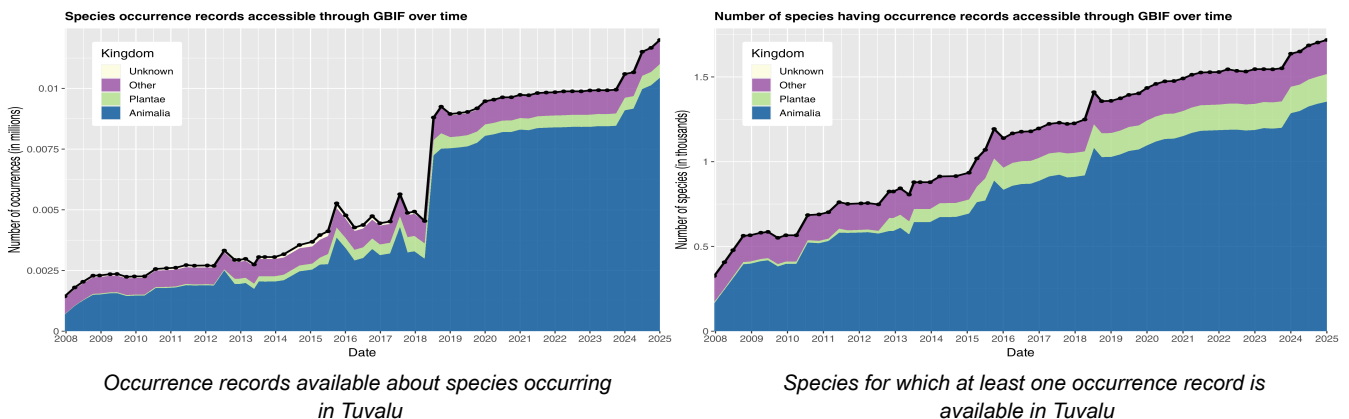 Species occurrence records accessible through GBIF over time
Number of occurrences (in millions)
0.01
0.0075
0.005
0.0025
0
Kingdom
Unknown
Other
Plantae
Animalia
2008 2009 2010 2011 2012 2013 2014 2015 2016 2017 2018 2019 2020 2021 2022 2023 2024 2025
Date
Occurrence records available about species occurring
in Tuvalu
Number of species having occurrence records accessible through GBIF over time
Number of species (in thousands)
1.5
1
0.5
0
Kingdom
Unknown
Other
Plantae
Animalia
2008 2009 2010 2011 2012 2013 2014 2015 2016 2017 2018 2019 2020 2021 2022 2023 2024 2025
Date
Species for which at least one occurrence record is
available in Tuvalu